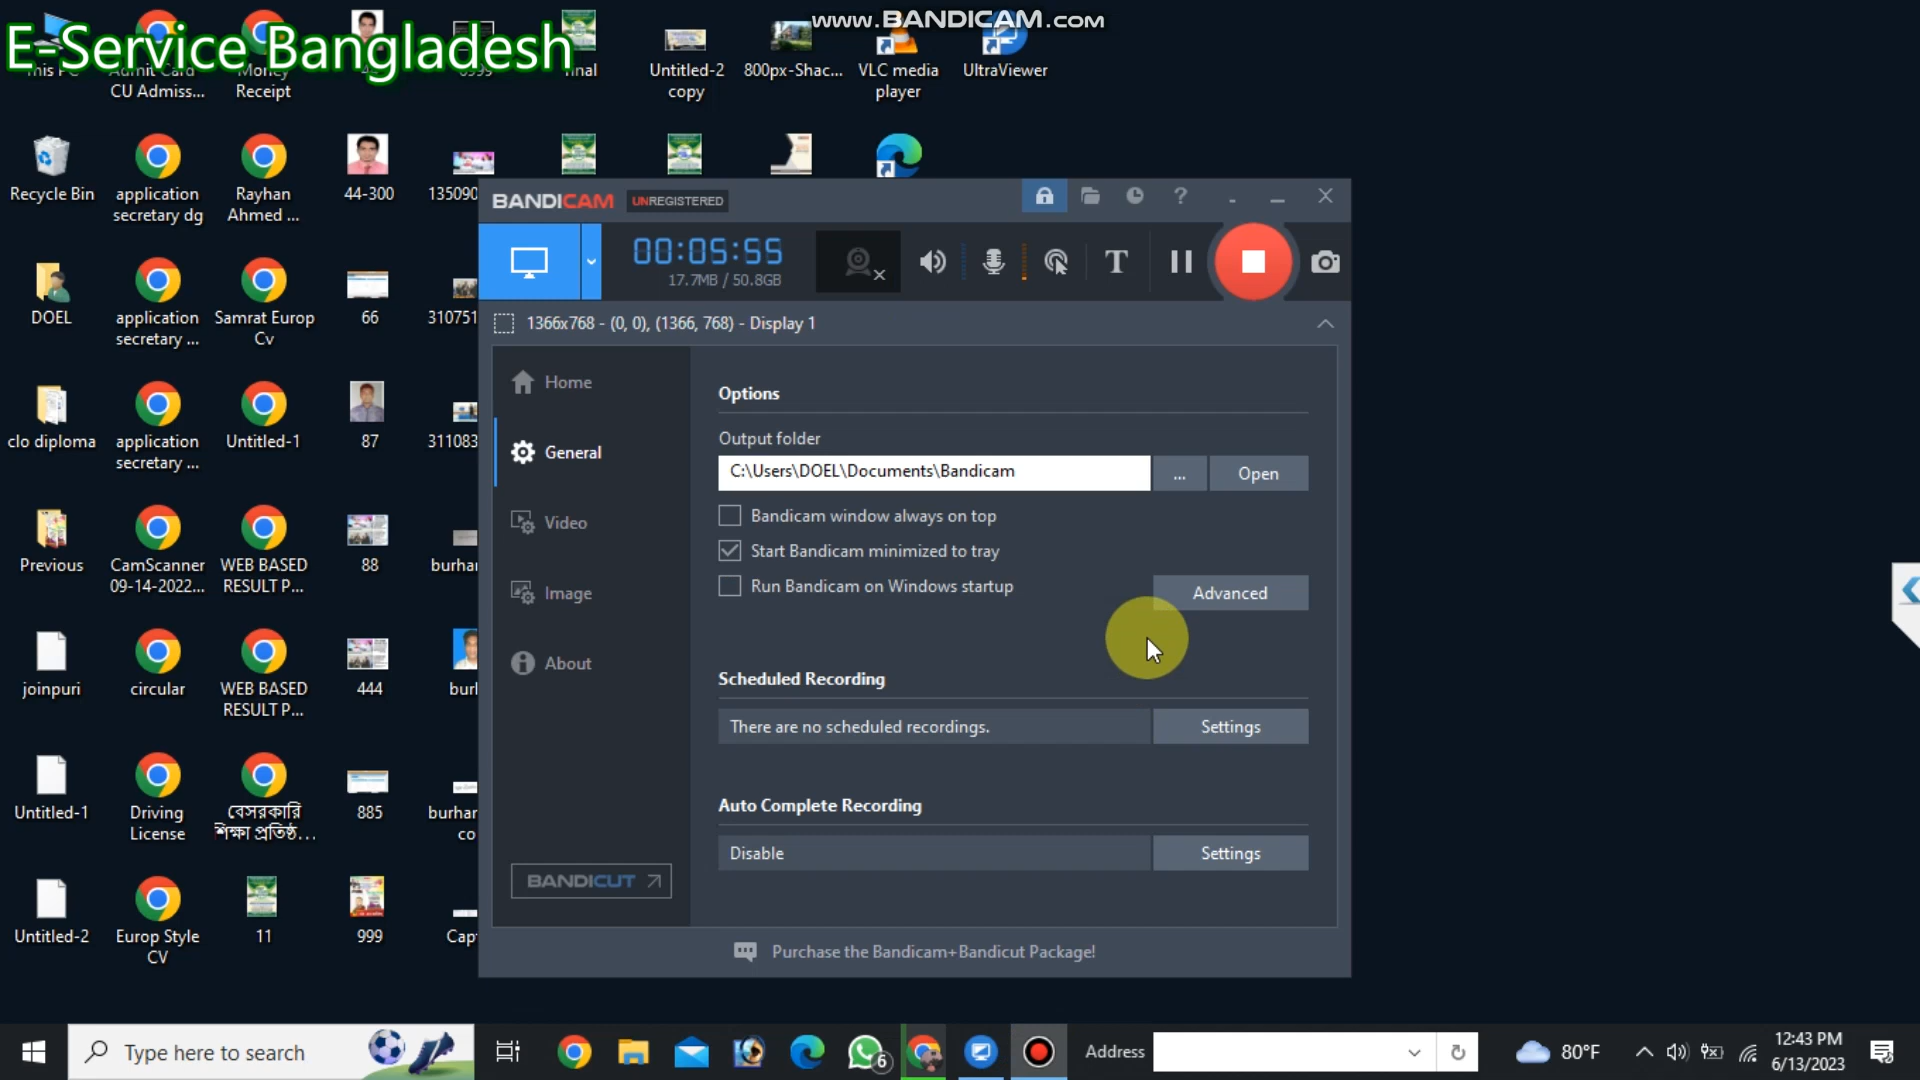 E-Service Bangladesh
www.BANDICAM.com
CU Admiss...
Money
Receipt
Untitled-2
copy
800px-Shac...
VLC media
player
UltraViewer
Recycle Bin
application
secretary dg
Rayhan
Ahmed ...
44-300
135090
DOEL
application
secretary ...
Samrat Europ
Cv
66
310751
clo diploma
application
secretary ...
Untitled-1
87
311083
Previous
CamScanner
09-14-2022...
WEB BASED
RESULT P...
88
burhar
joinpuri
circular
WEB BASED
RESULT P...
444
burl
Untitled-1
Driving
License
বেসরকারি
শিক্ষা প্রতিষ্ঠ...
885
burhar
co
Untitled-2
Europ Style
CV
11
999
Cap
BANDICAM UNREGISTERED
00:05:55
17.7MB / 50.8GB
1366x768 - (0, 0), (1366, 768) - Display 1
Home
General
Video
Image
About
BANDICUT
Options
Output folder
C:\Users\DOEL\Documents\Bandicam
...
Open
Bandicam window always on top
Start Bandicam minimized to tray
Run Bandicam on Windows startup
Advanced
Scheduled Recording
There are no scheduled recordings.
Settings
Auto Complete Recording
Disable
Settings
Purchase the Bandicam+Bandicut Package!
Type here to search
6
Address
80°F
12:43 PM
6/13/2023